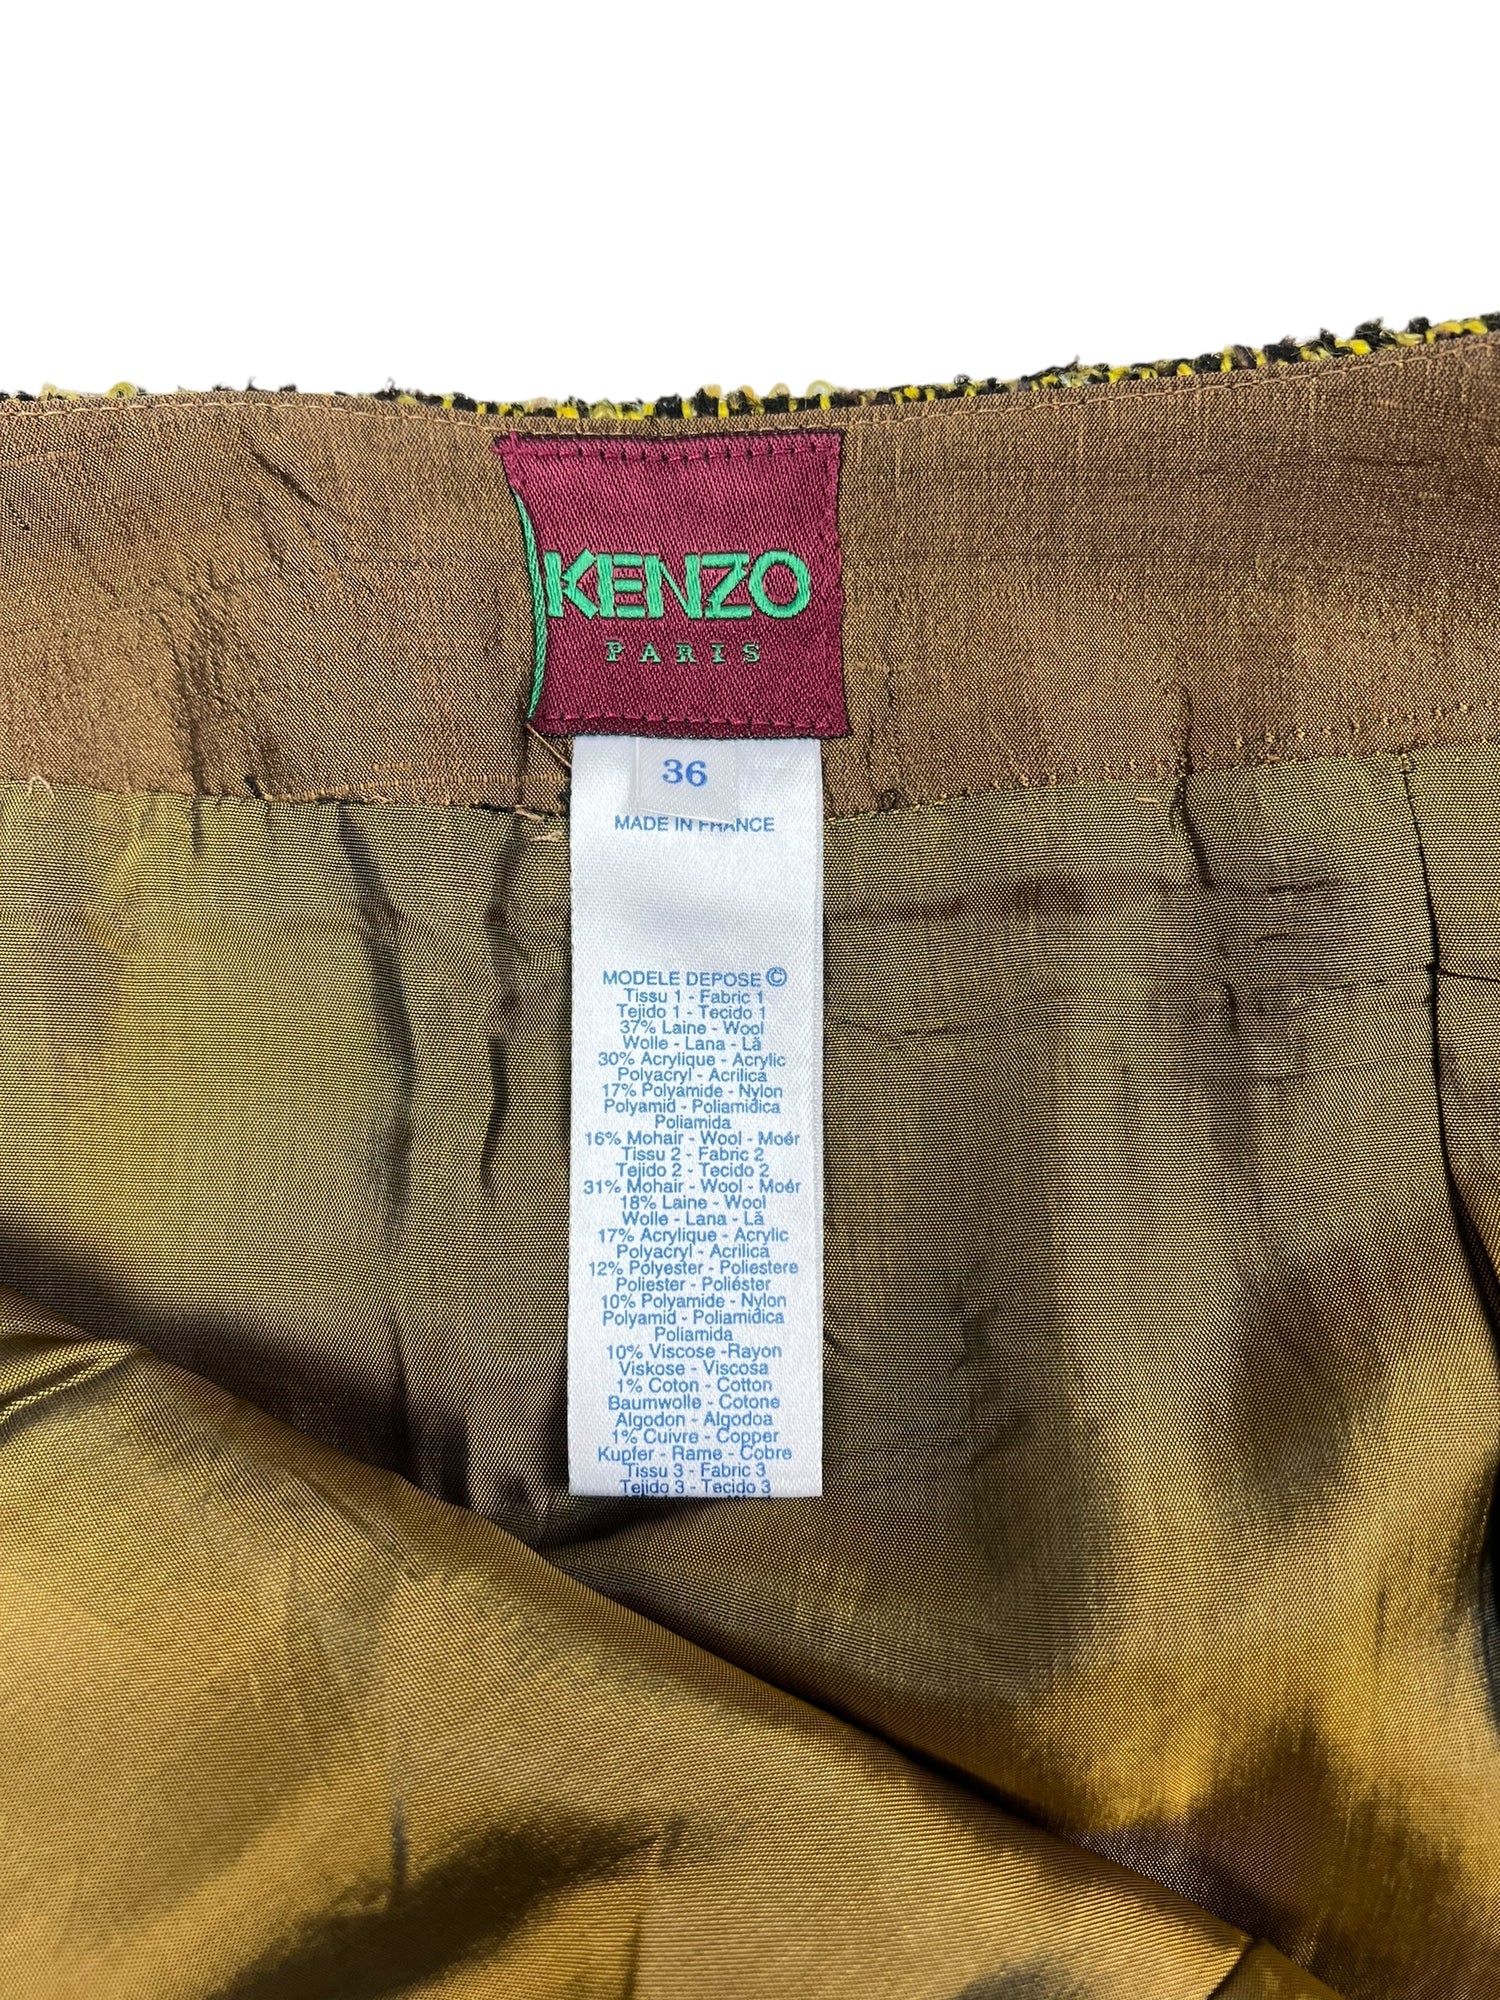 KENZO
PARIS
36
MADE IN FRANCE
MODELE DEPOSE ©
Tissu 1 - Fabric 1
Tejido 1 - Tecido 1
37% Laine - Wool
Wolle - Lana - Lã
30% Acrylique - Acrylic
Polyacryl - Acrilica
17% Polyamide - Nylon
Polyamid - Poliamidica
Poliamida
16% Mohair - Wool - Moér
Tissu 2 - Fabric 2
Tejido 2 - Tecido 2
31% Mohair - Wool - Moér
18% Laine - Wool
Wolle - Lana - Lã
17% Acrylique - Acrylic
Polyacryl - Acrilica
12% Polyester - Poliestere
Poliester - Poliéster
10% Polyamide - Nylon
Polyamid - Poliamidica
Poliamida
10% Viscose -Rayon
Viskose - Viscosa
1% Coton - Cotton
Baumwolle - Cotone
Algodon - Algodoa
1% Cuivre - Copper
Kupfer - Rame - Cobre
Tissu 3 - Fabric 3
Tejido 3 - Tecido 3